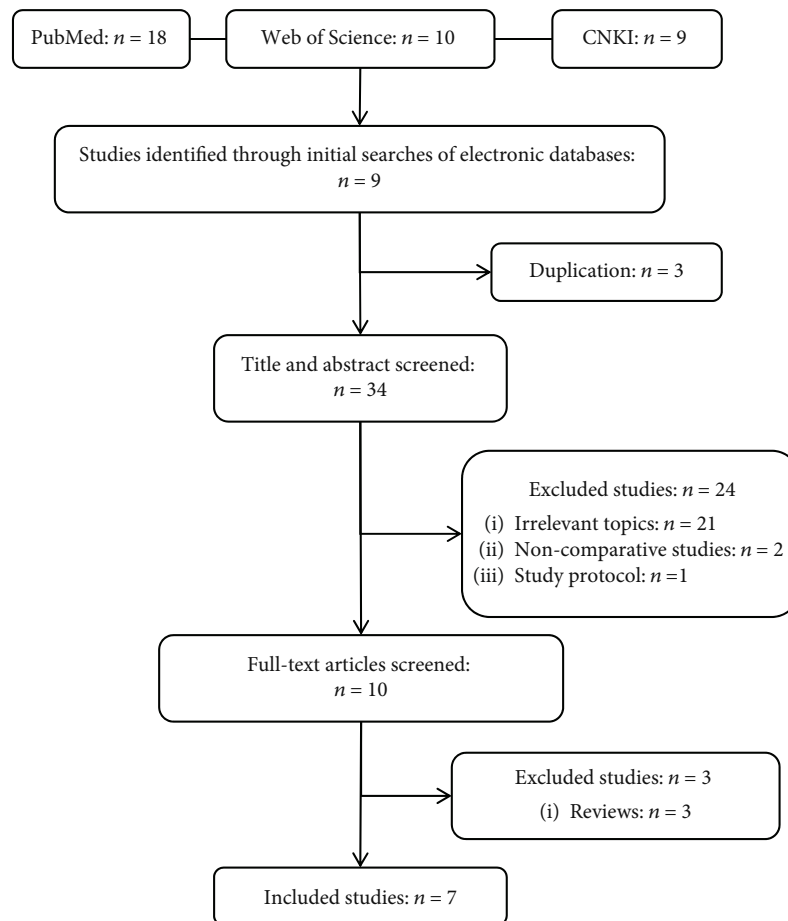 PubMed: n = 18
Web of Science: n = 10
CNKI: n = 9
Studies identified through initial searches of electronic databases:
n = 9
Duplication: n = 3
Title and abstract screened:
n = 34
Excluded studies: n = 24
(i) Irrelevant topics: n = 21
(ii) Non-comparative studies: n = 2
(iii) Study protocol: n =1
Full-text articles screened:
n = 10
Excluded studies: n = 3
(i) Reviews: n = 3
Included studies: n = 7